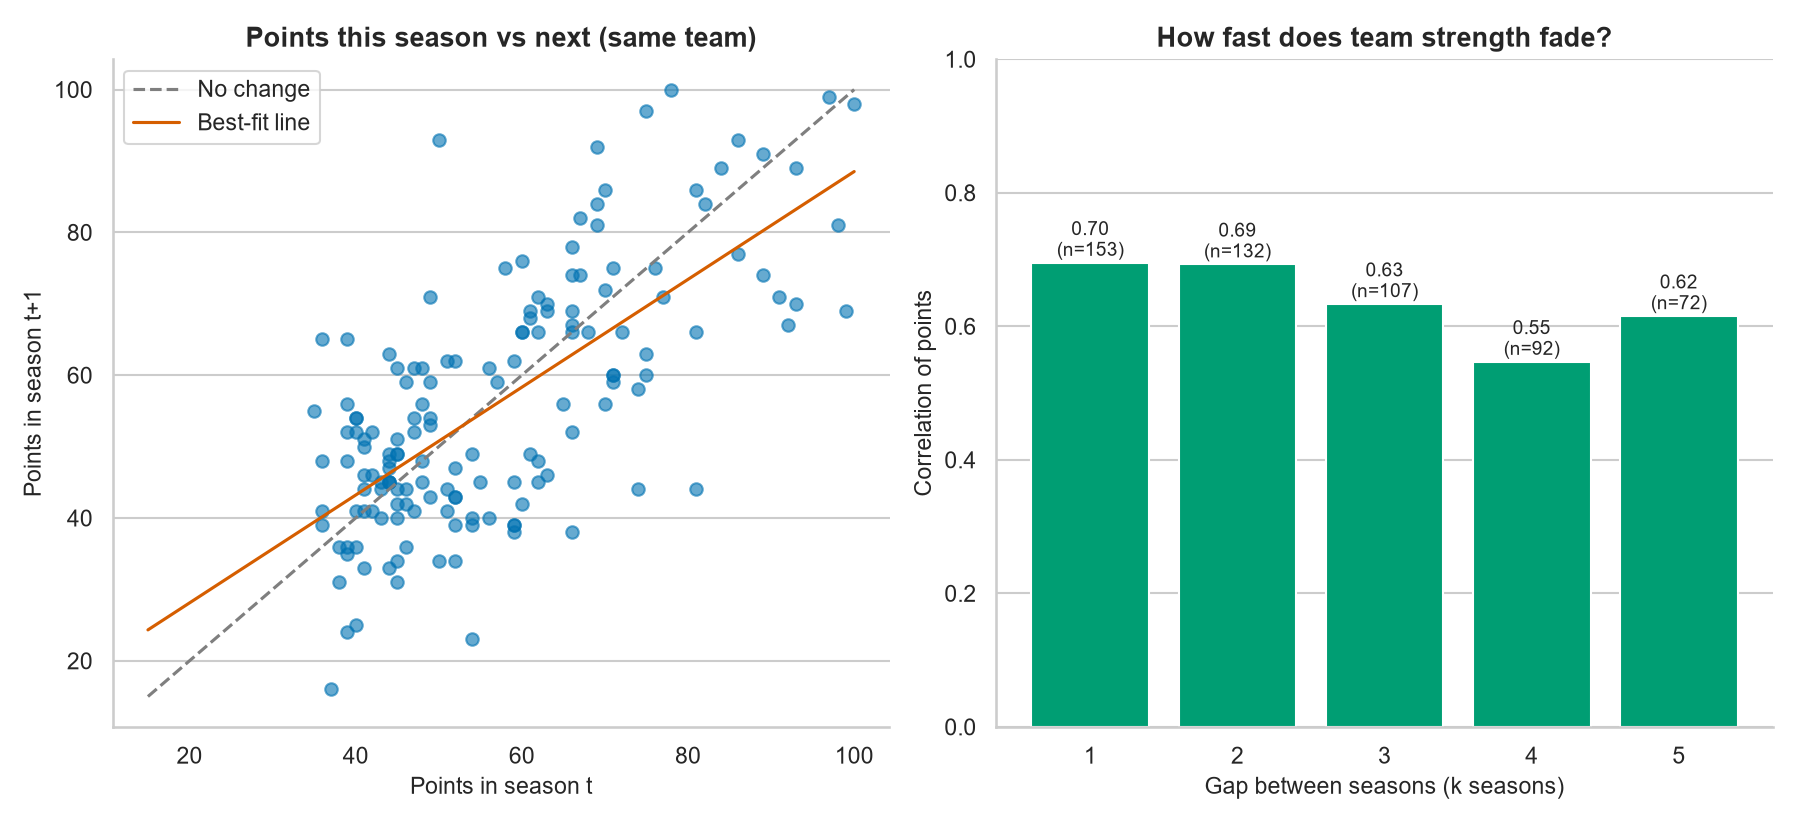 Points this season vs next (same team)
No change
Best-fit line
Points in season t+1
100
80
60
40
20
20 40 60 80 100
Points in season t
How fast does team strength fade?
Correlation of points
1.0
0.8
0.6
0.4
0.2
0.0
0.70
(n=153)
0.69
(n=132)
0.63
(n=107)
0.55
(n=92)
0.62
(n=72)
1 2 3 4 5
Gap between seasons (k seasons)